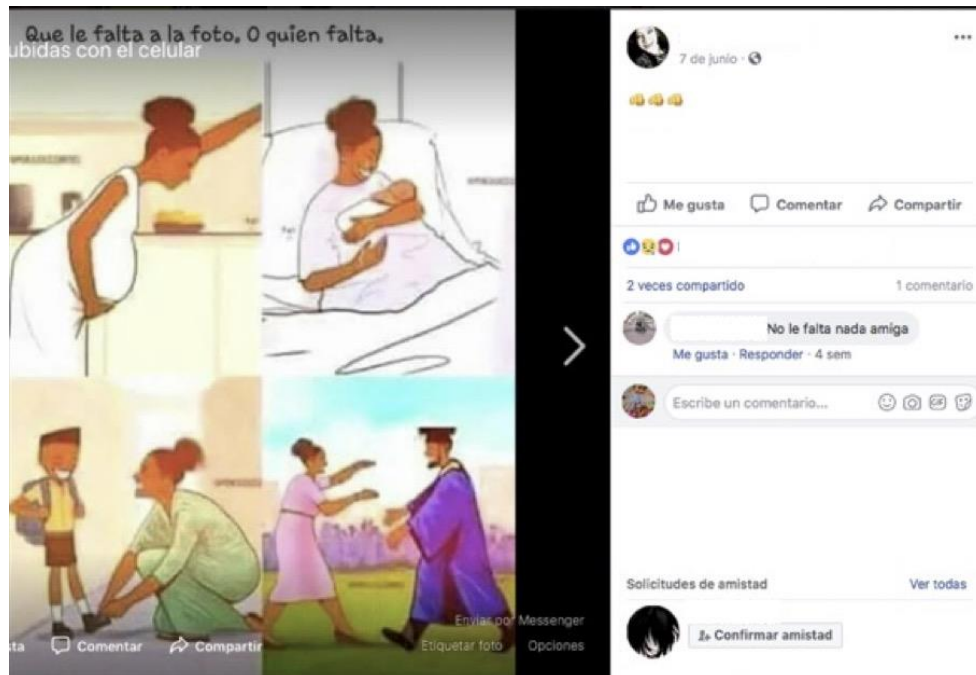 Que le falta a la foto. O quien falta.
ubidas con el celular
Enviar por Messenger
sta Comentar Compartir Etiquetar foto Opciones
7 de junio
Me gusta Comentar Compartir
2 veces compartido 1 comentario
No le falta nada amiga
Me gusta · Responder · 4 sem
Escribe un comentario... GIF
Solicitudes de amistad Ver todas
Confirmar amistad